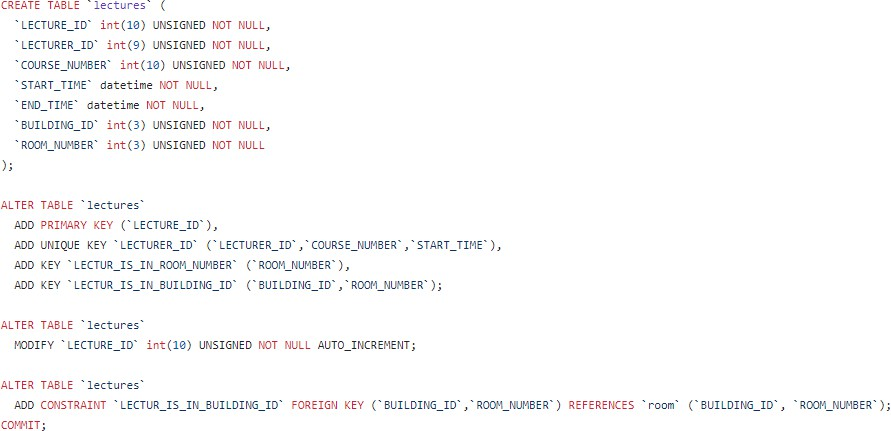 CREATE TABLE `lectures` (
`LECTURE_ID` int(10) UNSIGNED NOT NULL,
`LECTURER_ID` int(9) UNSIGNED NOT NULL,
`COURSE_NUMBER` int(10) UNSIGNED NOT NULL,
`START_TIME` datetime NOT NULL,
`END_TIME` datetime NOT NULL,
`BUILDING_ID` int(3) UNSIGNED NOT NULL,
`ROOM_NUMBER` int(3) UNSIGNED NOT NULL
);
ALTER TABLE `lectures`
ADD PRIMARY KEY (`LECTURE_ID`),
ADD UNIQUE KEY `LECTURER_ID` (`LECTURER_ID`,`COURSE_NUMBER`,`START_TIME`),
ADD KEY `LECTUR_IS_IN_ROOM_NUMBER` (`ROOM_NUMBER`),
ADD KEY `LECTUR_IS_IN_BUILDING_ID` (`BUILDING_ID`,`ROOM_NUMBER`);
ALTER TABLE `lectures`
MODIFY `LECTURE_ID` int(10) UNSIGNED NOT NULL AUTO_INCREMENT;
ALTER TABLE `lectures`
ADD CONSTRAINT `LECTUR_IS_IN_BUILDING_ID` FOREIGN KEY (`BUILDING_ID`,`ROOM_NUMBER`) REFERENCES `room` (`BUILDING_ID`, `ROOM_NUMBER`);
COMMIT;